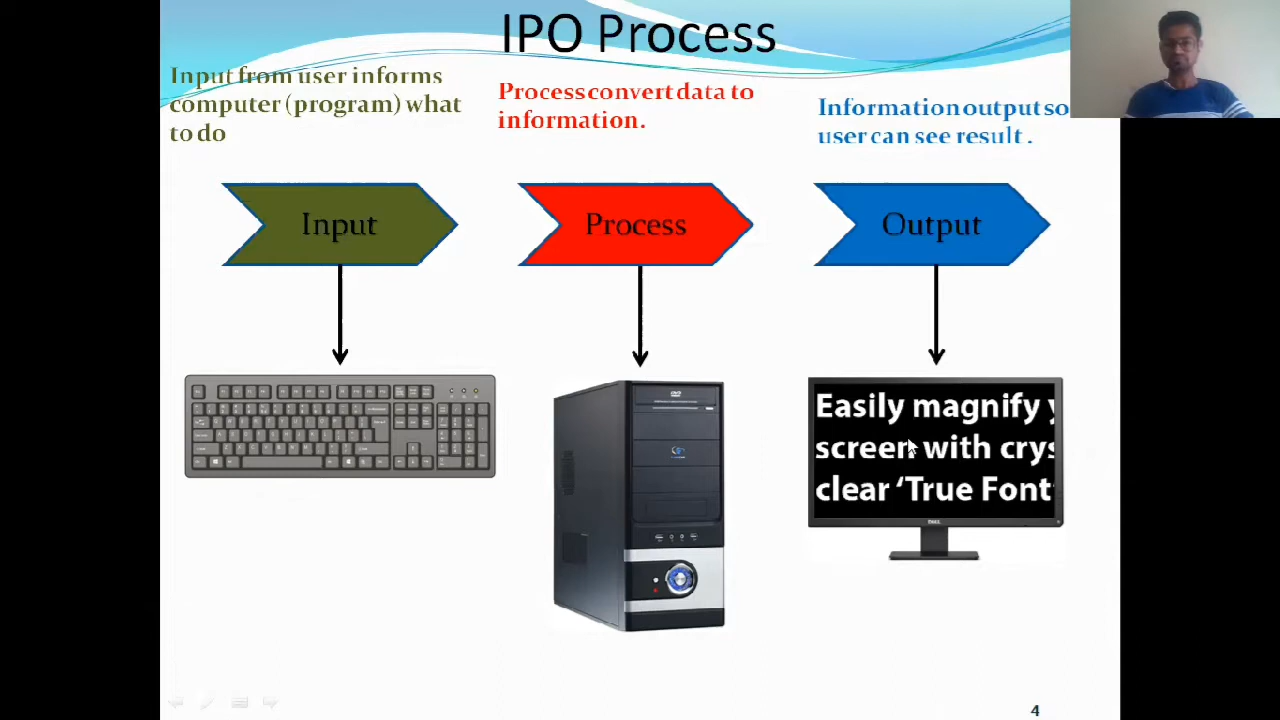 IPO Process
Input from user informs
computer (program) what
to do
Process convert data to
information.
Information output so
user can see result .
Input
Process
Output
Easily magnify y
screen with crys
clear ‘True Font
DELL
4